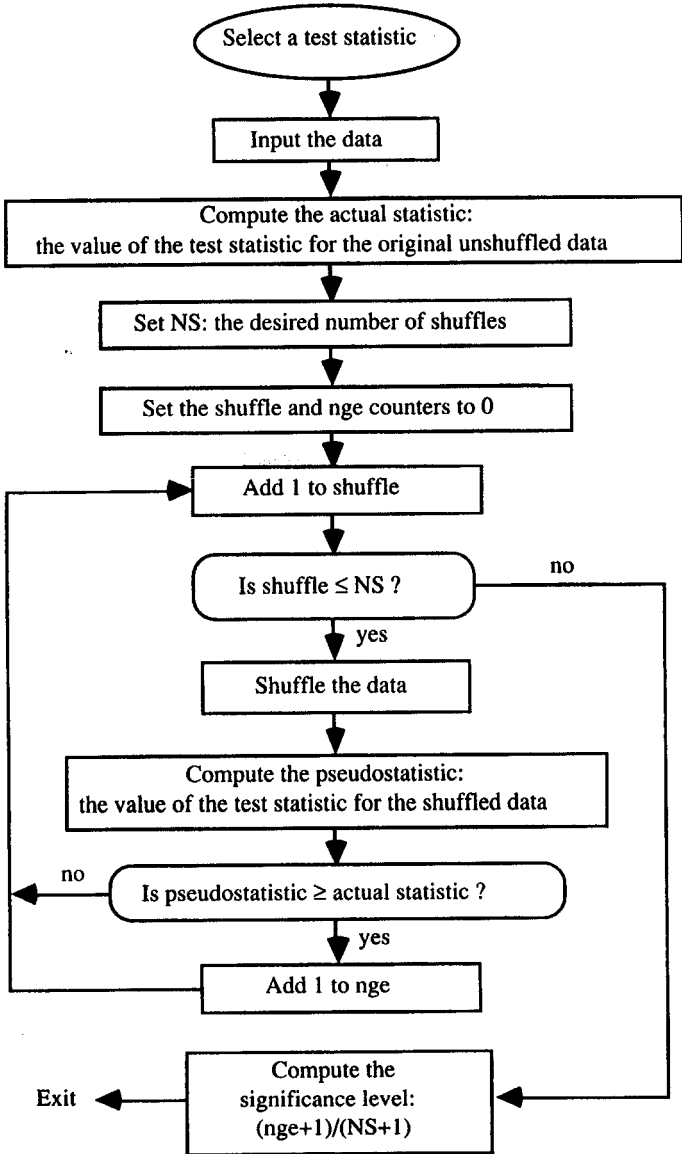 Select a test statistic
Input the data
Compute the actual statistic:
the value of the test statistic for the original unshuffled data
Set NS: the desired number of shuffles
Set the shuffle and nge counters to 0
Add 1 to shuffle
Is shuffle ≤ NS ?
no
yes
Shuffle the data
Compute the pseudostatistic:
the value of the test statistic for the shuffled data
no
Is pseudostatistic ≥ actual statistic ?
yes
Add 1 to nge
Compute the
significance level:
(nge+1)/(NS+1)
Exit